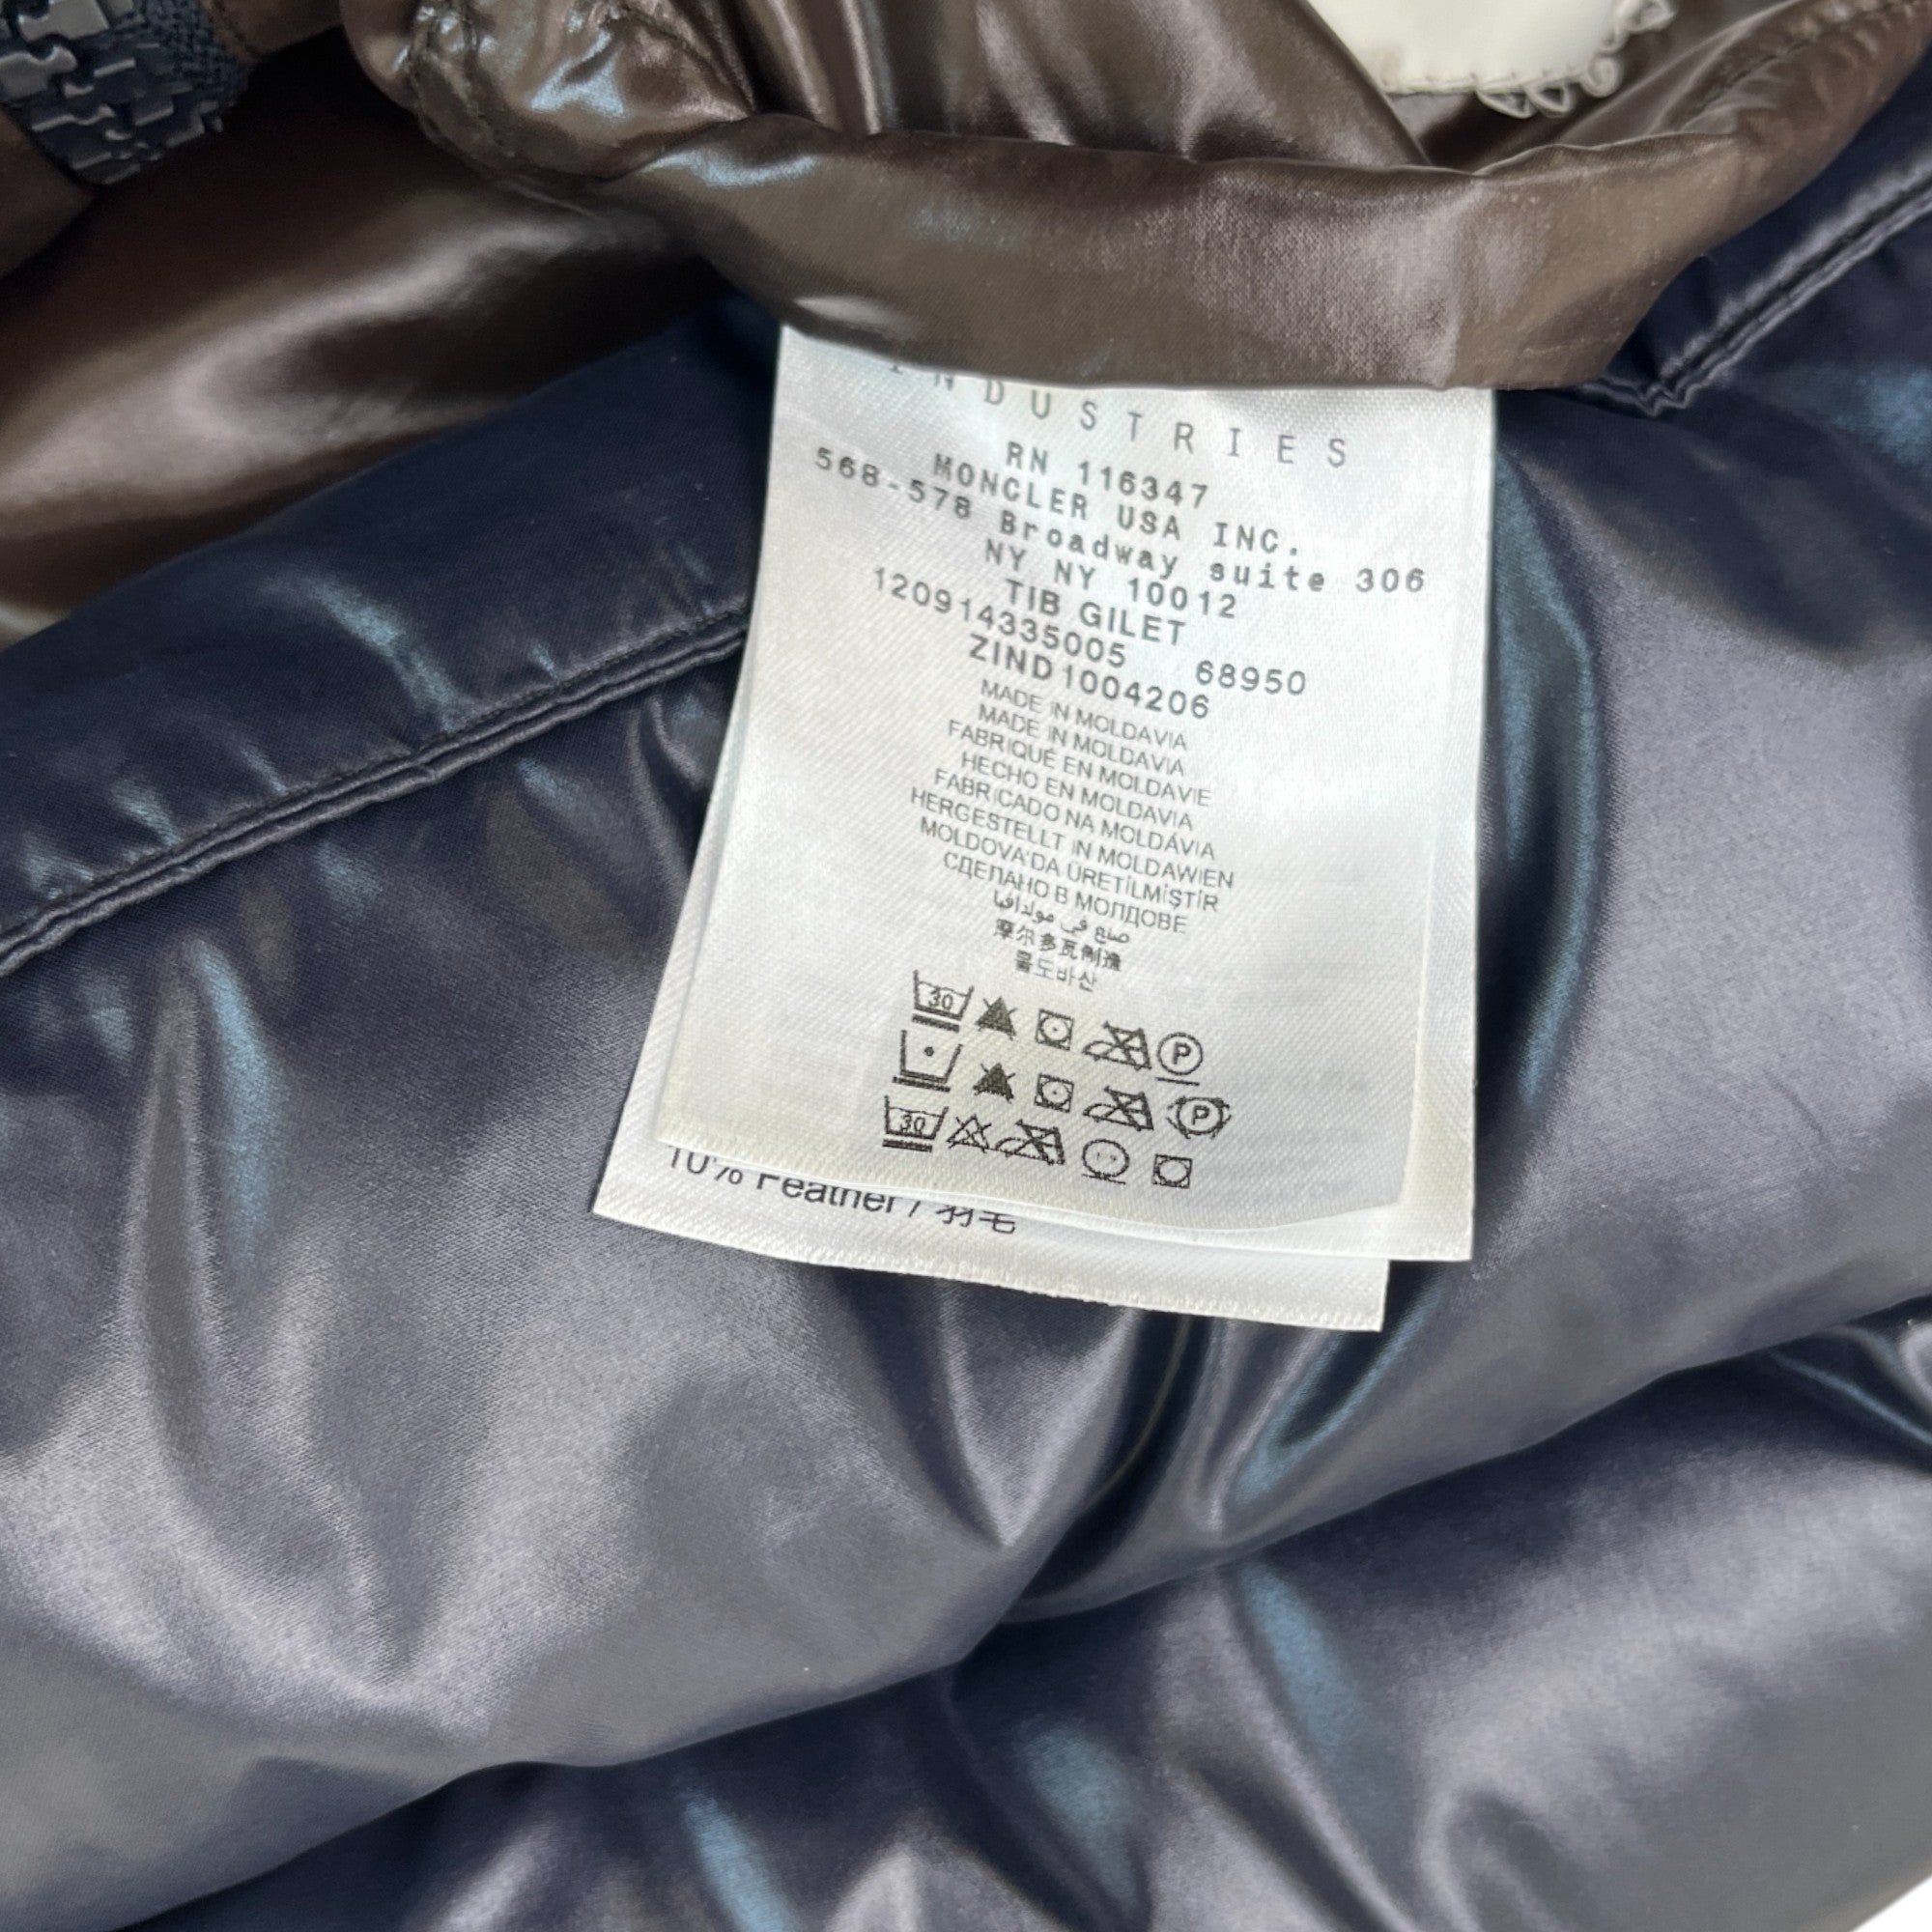 INDUSTRIES
RN 116347
MONCLER USA INC.
568-578 Broadway suite 306
NY NY 10012
TIB GILET
120914335005 68950
ZIND1004206
MADE IN MOLDAVIA
MADE IN MOLDAVIA
FABRIQUÉ EN MOLDAVIE
HECHO EN MOLDAVIA
FABRICADO NA MOLDÁVIA
HERGESTELLT IN MOLDAWIEN
MOLDOVA'DA ÜRETİLMİŞTİR
СДЕЛАНО В МОЛДОВЕ
صنع في مولدافيا
摩尔多瓦制造
몰도바산
30 P
P
30
10% Feather / 羽毛